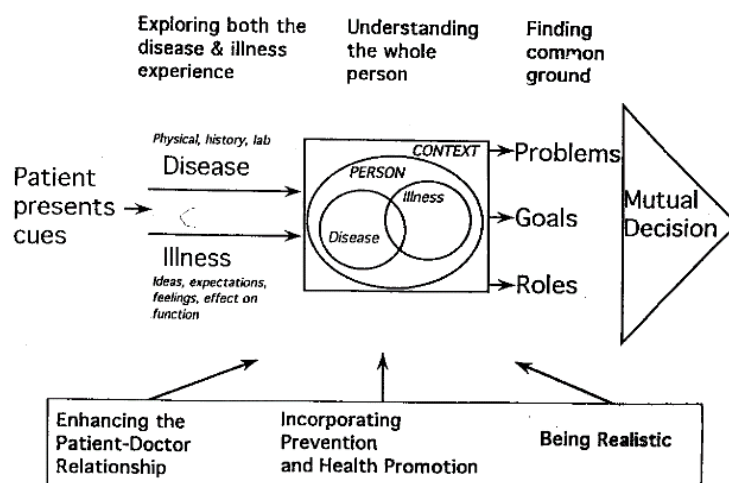 Exploring both the
disease & illness
experience
Understanding
the whole
person
Finding
common
ground
Patient
presents
cues
Physical, history, lab
Disease
Illness
Ideas, expectations,
feelings, effect on
function
CONTEXT
PERSON
Illness
Disease
Problems
Goals
Roles
Mutual
Decision
Enhancing the
Patient-Doctor
Relationship
Incorporating
Prevention
and Health Promotion
Being Realistic